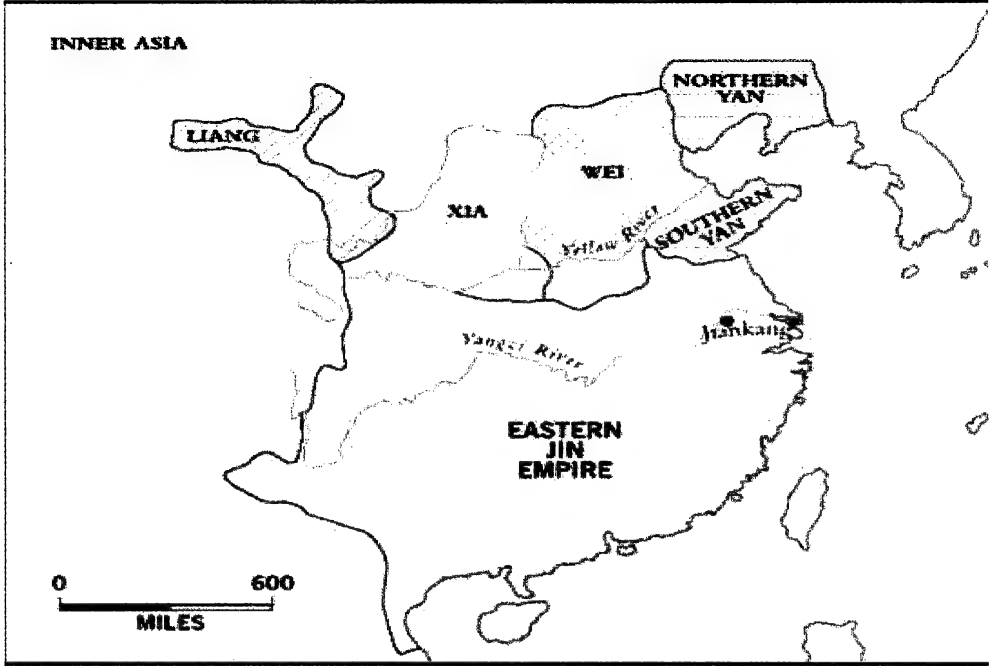 INNER ASIA
NORTHERN
YAN
LIANG
WEI
XIA
SOUTHERN
YAN
Yellow River
Jiankang
Yangzi River
EASTERN
JIN
EMPIRE
0 600
MILES